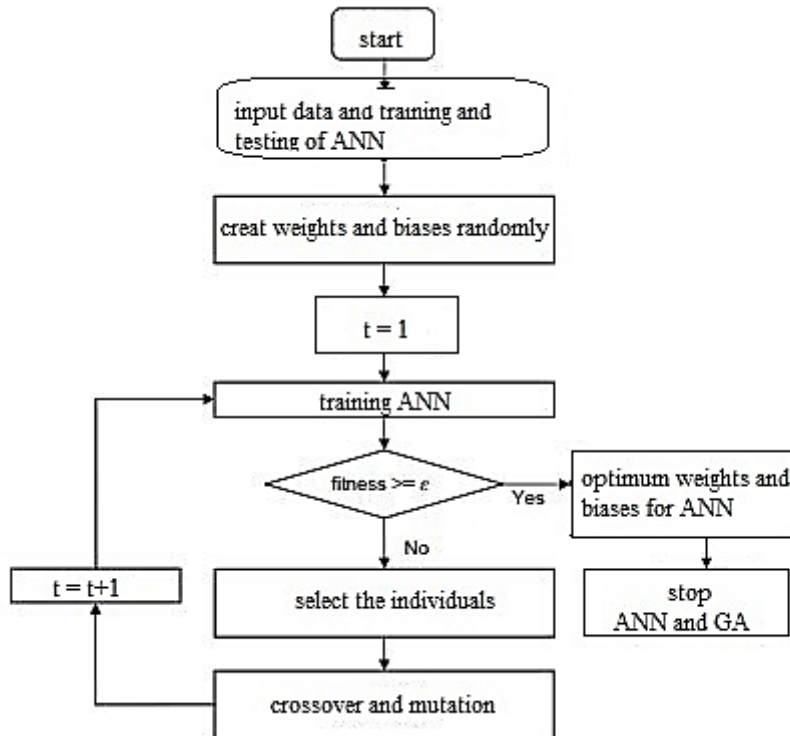 start
input data and training and
testing of ANN
creat weights and biases randomly
t = 1
training ANN
fitness >= e
Yes
optimum weights and
biases for ANN
No
stop
ANN and GA
select the individuals
t = t+1
crossover and mutation